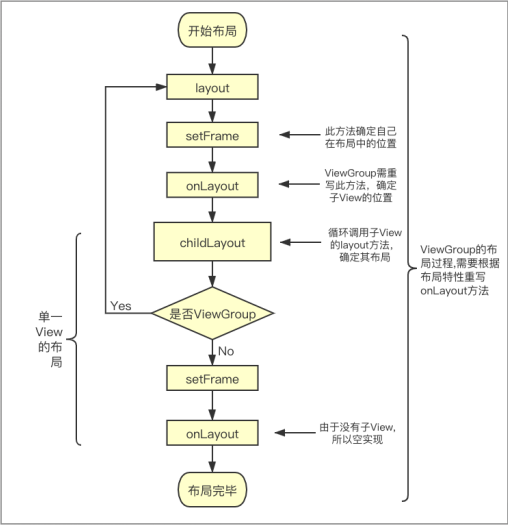 开始布局
layout
setFrame
此方法确定自己
在布局中的位置
onLayout
ViewGroup需重
写此方法，确定
子View的位置
childLayout
循环调用子View
的layout方法，
确定其布局
ViewGroup的布
局过程,需要根据
布局特性重写
onLayout方法
是否ViewGroup
Yes
No
单一
View
的布
局
setFrame
onLayout
由于没有子View,
所以空实现
布局完毕